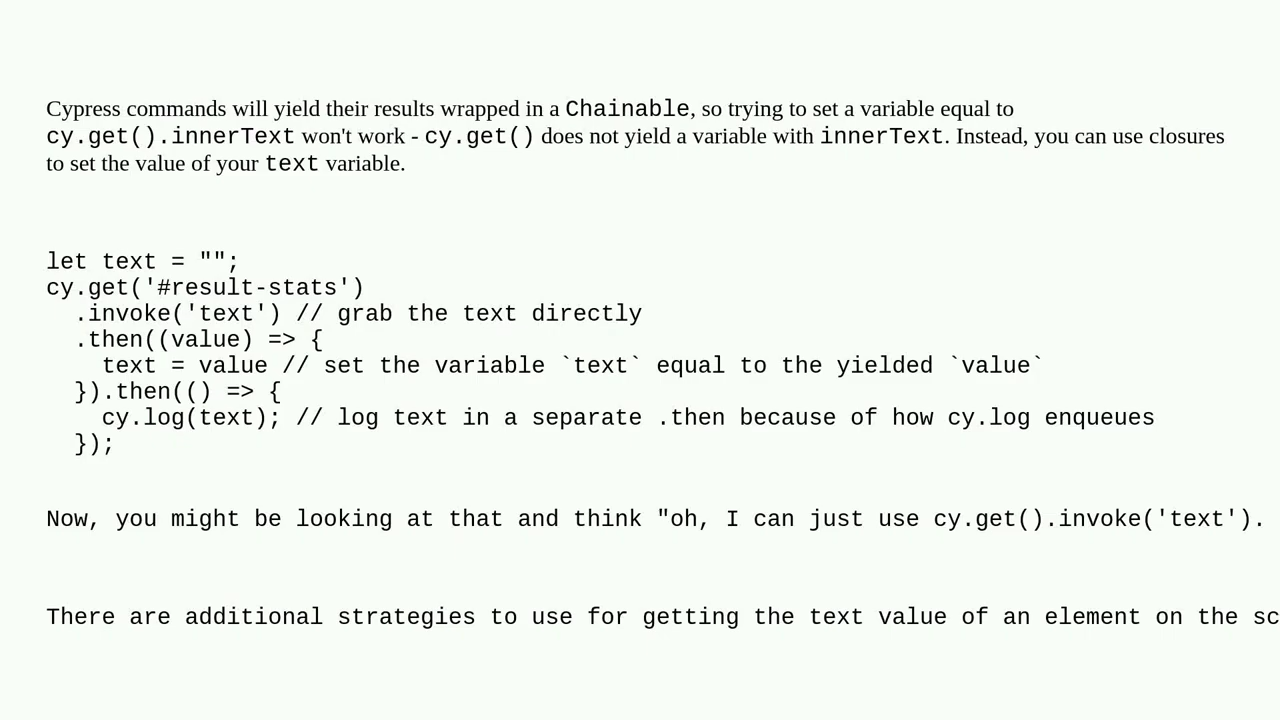 Cypress commands will yield their results wrapped in a Chainable, so trying to set a variable equal to
cy.get().innerText won't work - cy.get() does not yield a variable with innerText. Instead, you can use closures
to set the value of your text variable.
let text = "";
cy.get('#result-stats')
  .invoke('text') // grab the text directly
  .then((value) => {
    text = value // set the variable `text` equal to the yielded `value`
  }).then(() => {
    cy.log(text); // log text in a separate .then because of how cy.log enqueues
  });
Now, you might be looking at that and think "oh, I can just use cy.get().invoke('text').
There are additional strategies to use for getting the text value of an element on the